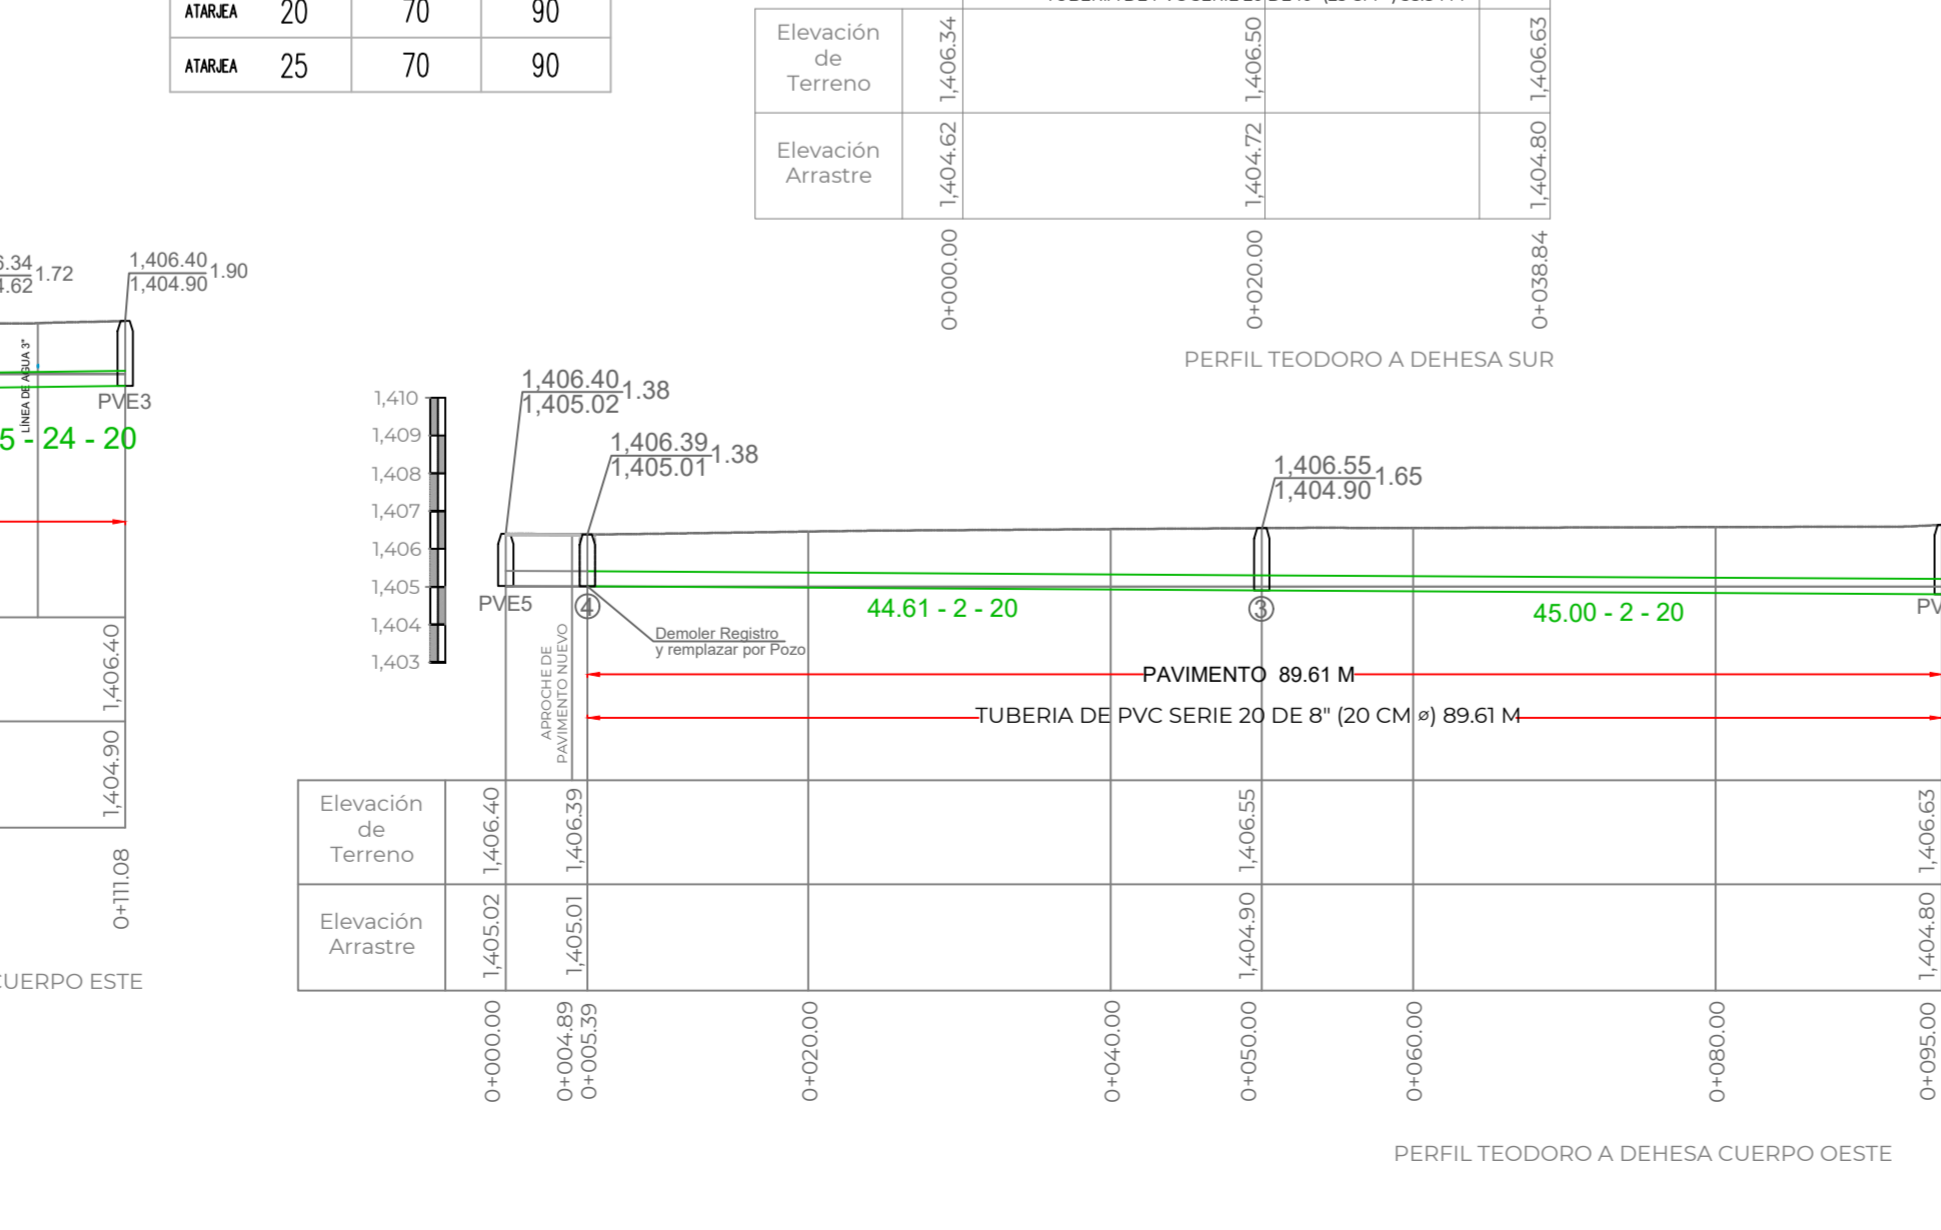 ATARJEA 20 70 90
ATARJEA 25 70 90
Elevación
de
Terreno
1,406.34
1,406.50
1,406.63
Elevación
Arrastre
1,404.62
1,404.72
1,404.80
0+000.00
0+020.00
0+038.84
PERFIL TEODORO A DEHESA SUR
6.34
4.62
1.72
1,406.40
1,404.90
1.90
LÍNEA DE AGUA 3"
PVE3
5 - 24 - 20
1,406.40
1,404.90
0+111.08
CUERPO ESTE
1,410
1,409
1,408
1,407
1,406
1,405
1,404
1,403
1,406.40
1,405.02
1.38
1,406.39
1,405.01
1.38
1,406.55
1,404.90
1.65
PVE5
4
44.61 - 2 - 20
3
45.00 - 2 - 20
PV
Demoler Registro
y remplazar por Pozo
APROCHE DE
PAVIMENTO NUEVO
PAVIMENTO 89.61 M
TUBERIA DE PVC SERIE 20 DE 8" (20 CM ø) 89.61 M
Elevación
de
Terreno
1,406.40
1,406.39
1,406.55
1,406.63
Elevación
Arrastre
1,405.02
1,405.01
1,404.90
1,404.80
0+000.00
0+004.89
0+005.39
0+020.00
0+040.00
0+050.00
0+060.00
0+080.00
0+095.00
PERFIL TEODORO A DEHESA CUERPO OESTE